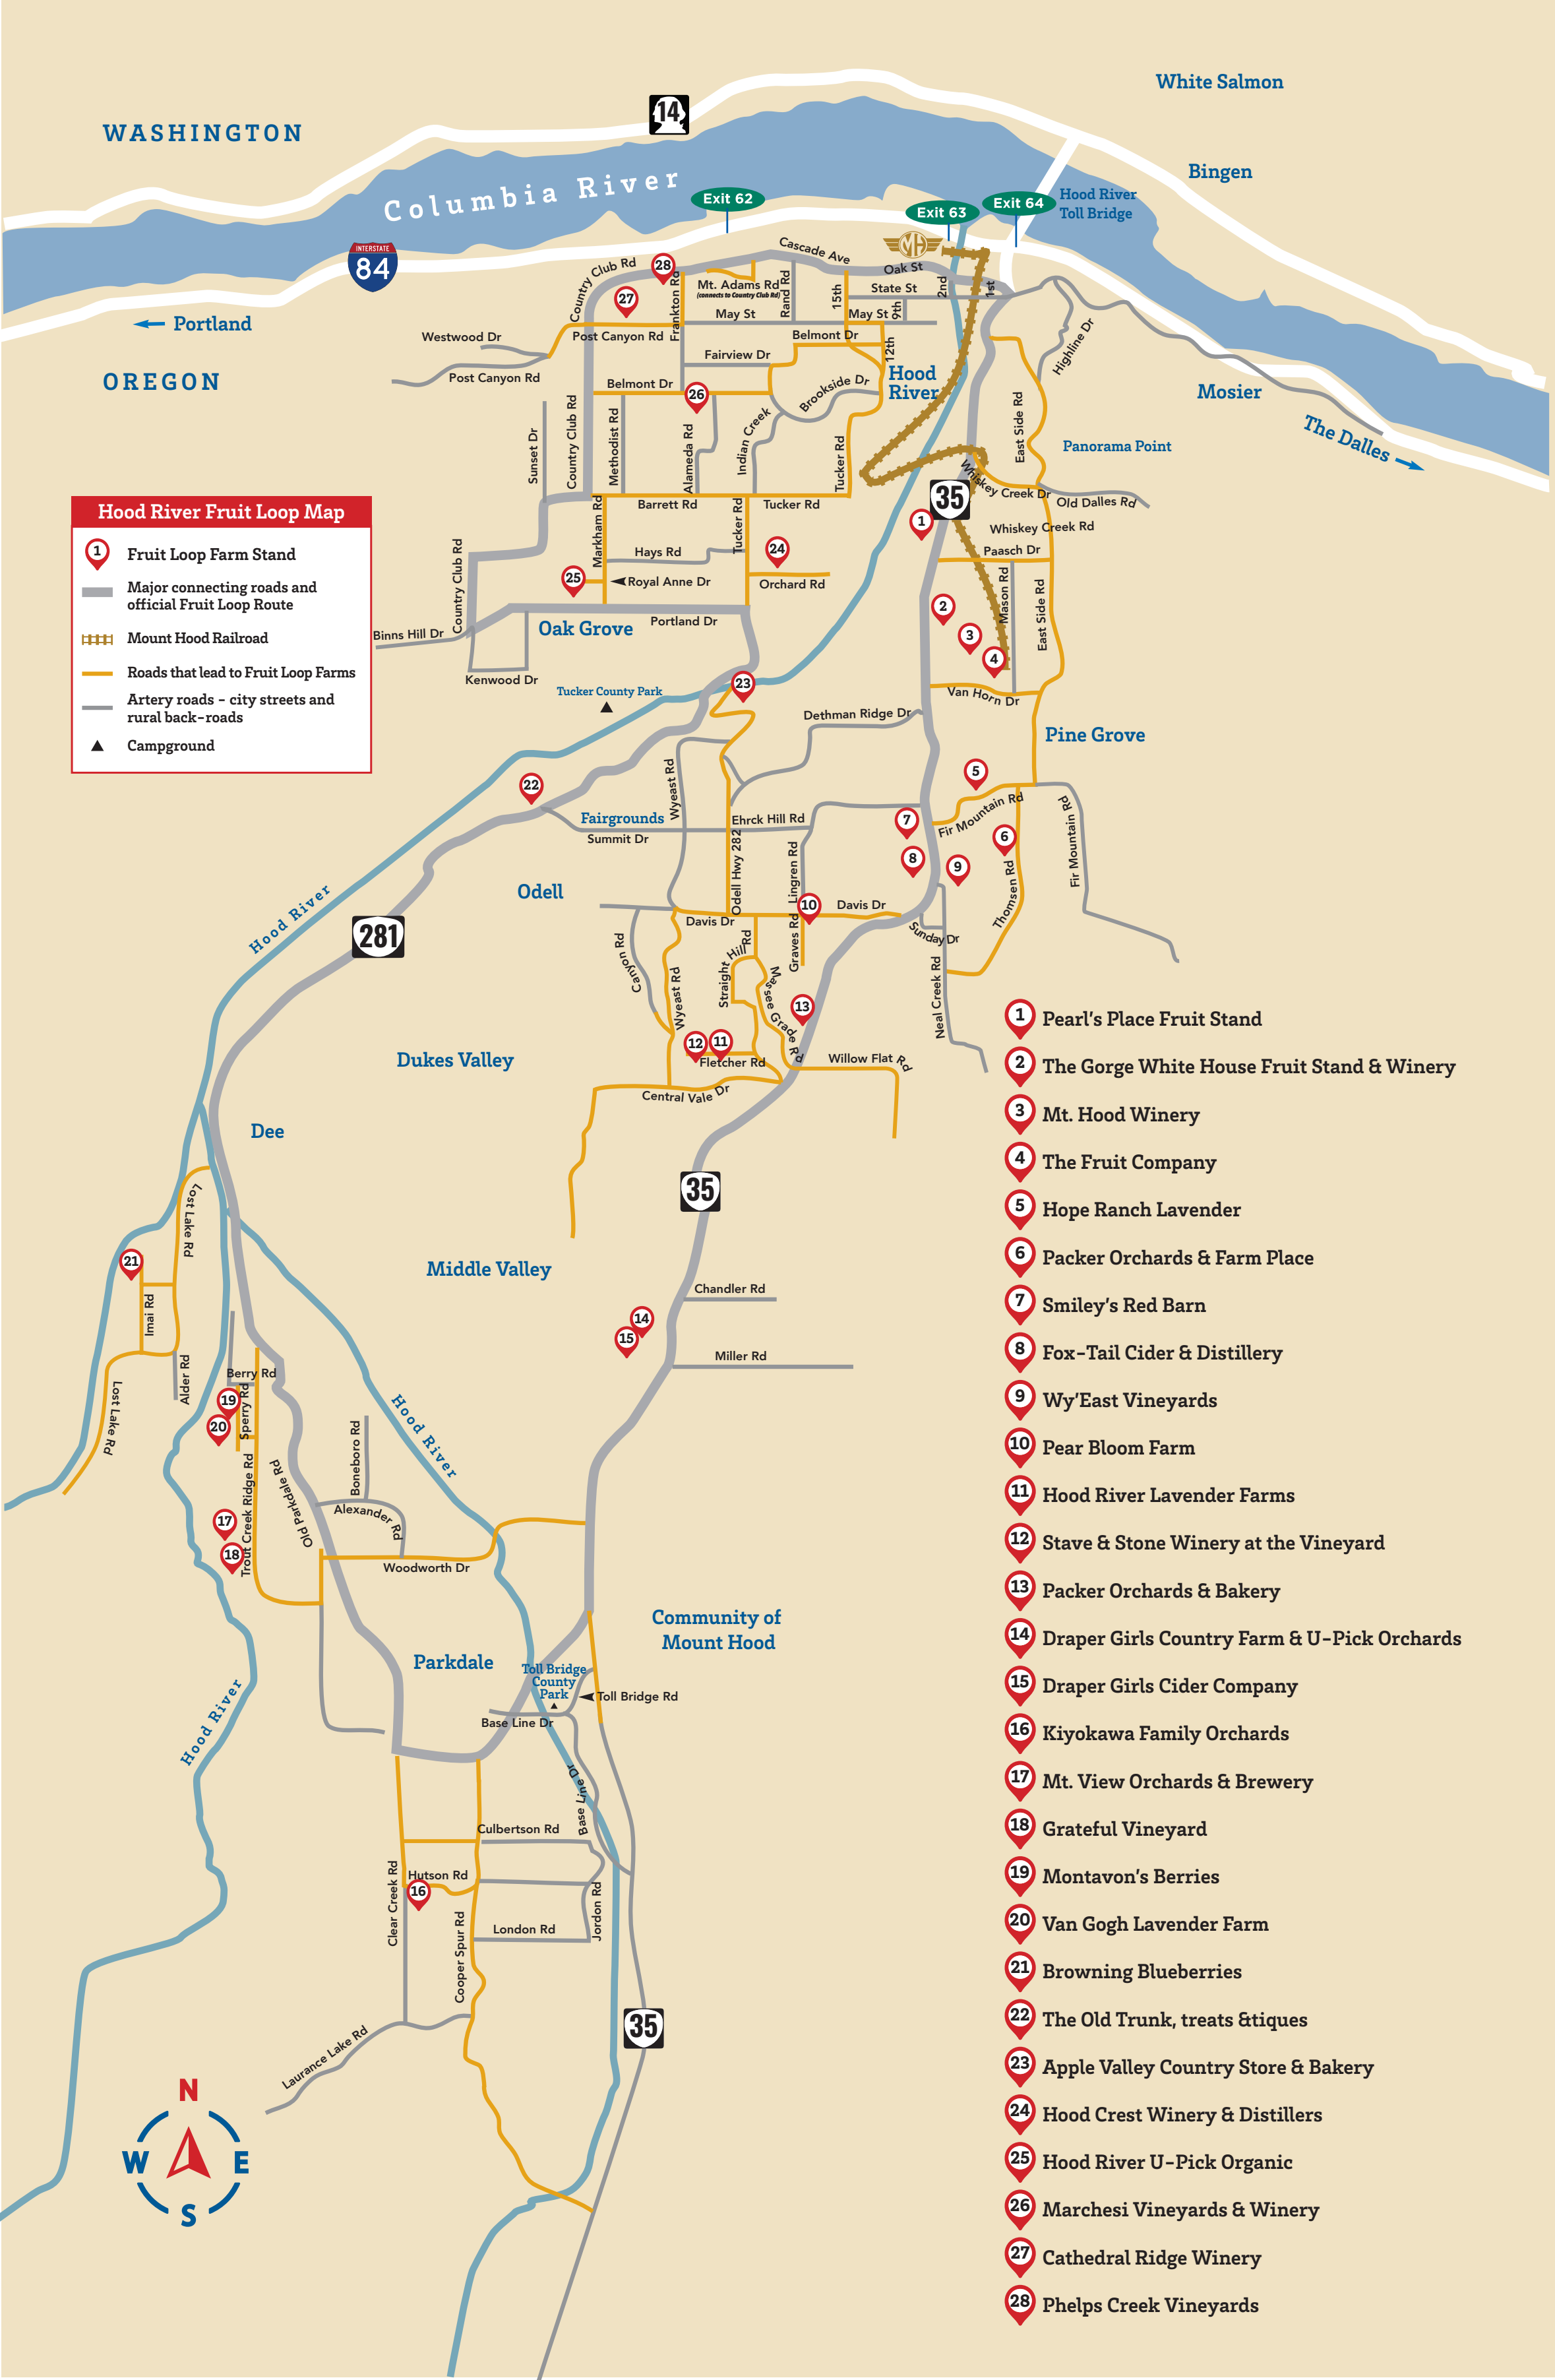 White Salmon
14
WASHINGTON
Bingen
Columbia River
Exit 62
Exit 63
Exit 64
Hood River
Toll Bridge
INTERSTATE
84
MH
Portland
OREGON
Country Club Rd
28
27
Cascade Ave
Oak St
Mt. Adams Rd
(connects to Country Club Rd)
State St
Frankton Rd
Rand Rd
15th
2nd
1st
9th
May St
May St
Westwood Dr
Post Canyon Rd
Belmont Dr
12th
Highline Dr
Fairview Dr
Post Canyon Rd
Belmont Dr
26
Brookside Dr
Hood
River
Mosier
The Dalles
East Side Rd
Panorama Point
Sunset Dr
Country Club Rd
Methodist Rd
Alameda Rd
Indian Creek
Tucker Rd
Whiskey Creek Dr
Old Dalles Rd
35
Barrett Rd
Tucker Rd
1
Whiskey Creek Rd
Markham Rd
Tucker Rd
Paasch Dr
Hays Rd
24
Country Club Rd
25
Royal Anne Dr
Orchard Rd
Mason Rd
East Side Rd
2
3
4
Binns Hill Dr
Oak Grove
Portland Dr
Kenwood Dr
Tucker County Park
23
Van Horn Dr
Dethman Ridge Dr
Pine Grove
22
Wyeast Rd
5
Fairgrounds
Summit Dr
Ehrck Hill Rd
7
Fir Mountain Rd
6
Fir Mountain Rd
Odell Hwy 282
Lingren Rd
8
9
Thomsen Rd
Odell
10
Davis Dr
Davis Dr
Sunday Dr
Hood River
281
Canyon Rd
Wyeast Rd
Straight Hill Rd
Massee Grade Rd
Graves Rd
Neal Creek Rd
13
Dukes Valley
12
11
Fletcher Rd
Willow Flat Rd
Central Vale Dr
Dee
35
Lost Lake Rd
21
Middle Valley
Chandler Rd
Imai Rd
14
15
Miller Rd
Alder Rd
Berry Rd
Lost Lake Rd
19
20
Sperry Rd
Hood River
Boneboro Rd
Trout Creek Ridge Rd
Old Parkdale Rd
17
18
Alexander Rd
Woodworth Dr
Community of
Mount Hood
Parkdale
Toll Bridge
County
Park
Toll Bridge Rd
Base Line Dr
Hood River
Base Line Dr
Culbertson Rd
Clear Creek Rd
Hutson Rd
16
Cooper Spur Rd
Jordon Rd
London Rd
35
Laurance Lake Rd
N
W
E
S
Hood River Fruit Loop Map
1 Fruit Loop Farm Stand
Major connecting roads and
official Fruit Loop Route
Mount Hood Railroad
Roads that lead to Fruit Loop Farms
Artery roads - city streets and
rural back-roads
Campground
1 Pearl's Place Fruit Stand
2 The Gorge White House Fruit Stand & Winery
3 Mt. Hood Winery
4 The Fruit Company
5 Hope Ranch Lavender
6 Packer Orchards & Farm Place
7 Smiley's Red Barn
8 Fox-Tail Cider & Distillery
9 Wy'East Vineyards
10 Pear Bloom Farm
11 Hood River Lavender Farms
12 Stave & Stone Winery at the Vineyard
13 Packer Orchards & Bakery
14 Draper Girls Country Farm & U-Pick Orchards
15 Draper Girls Cider Company
16 Kiyokawa Family Orchards
17 Mt. View Orchards & Brewery
18 Grateful Vineyard
19 Montavon's Berries
20 Van Gogh Lavender Farm
21 Browning Blueberries
22 The Old Trunk, treats &tiques
23 Apple Valley Country Store & Bakery
24 Hood Crest Winery & Distillers
25 Hood River U-Pick Organic
26 Marchesi Vineyards & Winery
27 Cathedral Ridge Winery
28 Phelps Creek Vineyards